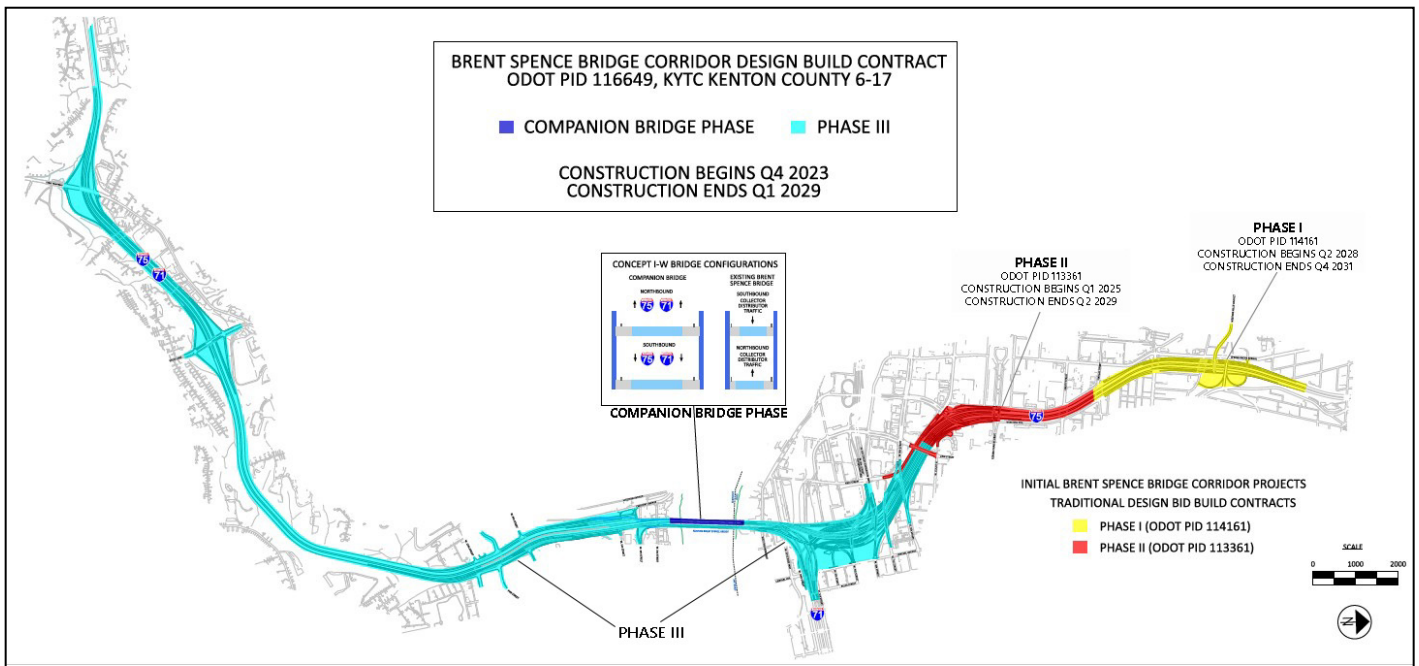 BRENT SPENCE BRIDGE CORRIDOR DESIGN BUILD CONTRACT
ODOT PID 116649, KYTC KENTON COUNTY 6-17
COMPANION BRIDGE PHASE
PHASE III
CONSTRUCTION BEGINS Q4 2023
CONSTRUCTION ENDS Q1 2029
PHASE I
ODOT PID 114161
CONSTRUCTION BEGINS Q2 2028
CONSTRUCTION ENDS Q4 2031
PHASE II
ODOT PID 113361
CONSTRUCTION BEGINS Q1 2025
CONSTRUCTION ENDS Q2 2029
CONCEPT I-W BRIDGE CONFIGURATIONS
COMPANION BRIDGE
NORTHBOUND
75 71
SOUTHBOUND
75 71
EXISTING BRENT
SPENCE BRIDGE
SOUTHBOUND
COLLECTOR
DISTRIBUTOR
TRAFFIC
NORTHBOUND
COLLECTOR
DISTRIBUTOR
TRAFFIC
COMPANION BRIDGE PHASE
75
71
75
71
PHASE III
INITIAL BRENT SPENCE BRIDGE CORRIDOR PROJECTS
TRADITIONAL DESIGN BID BUILD CONTRACTS
PHASE I (ODOT PID 114161)
PHASE II (ODOT PID 113361)
SCALE
0 1000 2000
N